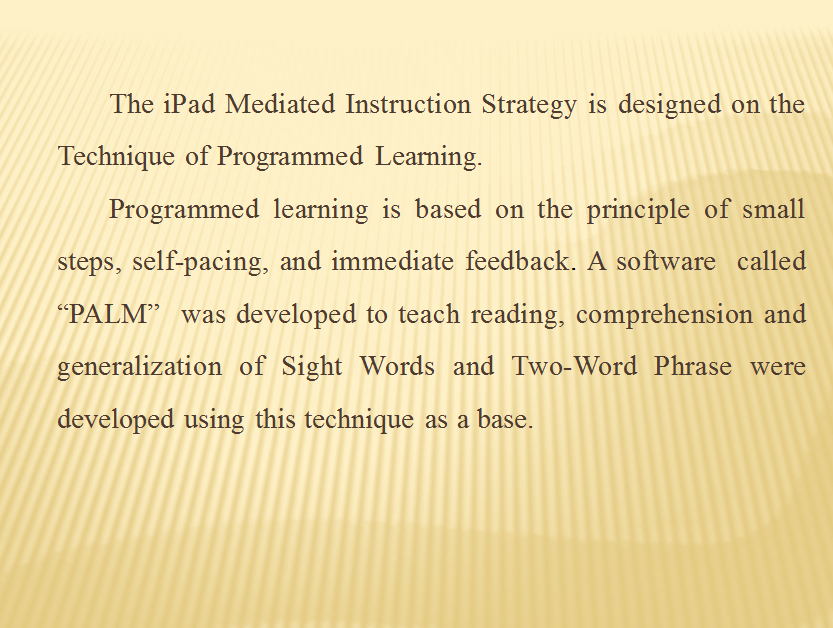 The iPad Mediated Instruction Strategy is designed on the
Technique of Programmed Learning.
Programmed learning is based on the principle of small
steps, self-pacing, and immediate feedback. A software called
“PALM” was developed to teach reading, comprehension and
generalization of Sight Words and Two-Word Phrase were
developed using this technique as a base.